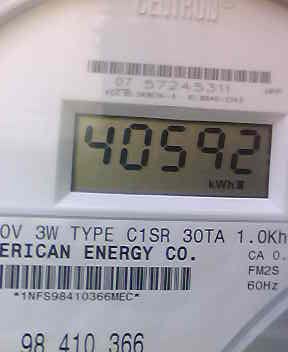 CENTRON
07 57245311
40592
kWh
0V 3W TYPE C1SR 30TA 1.0Kh
ERICAN ENERGY CO.
CA 0.
FM2S
60Hz
*1NFS98410366MEC*
98 410 366